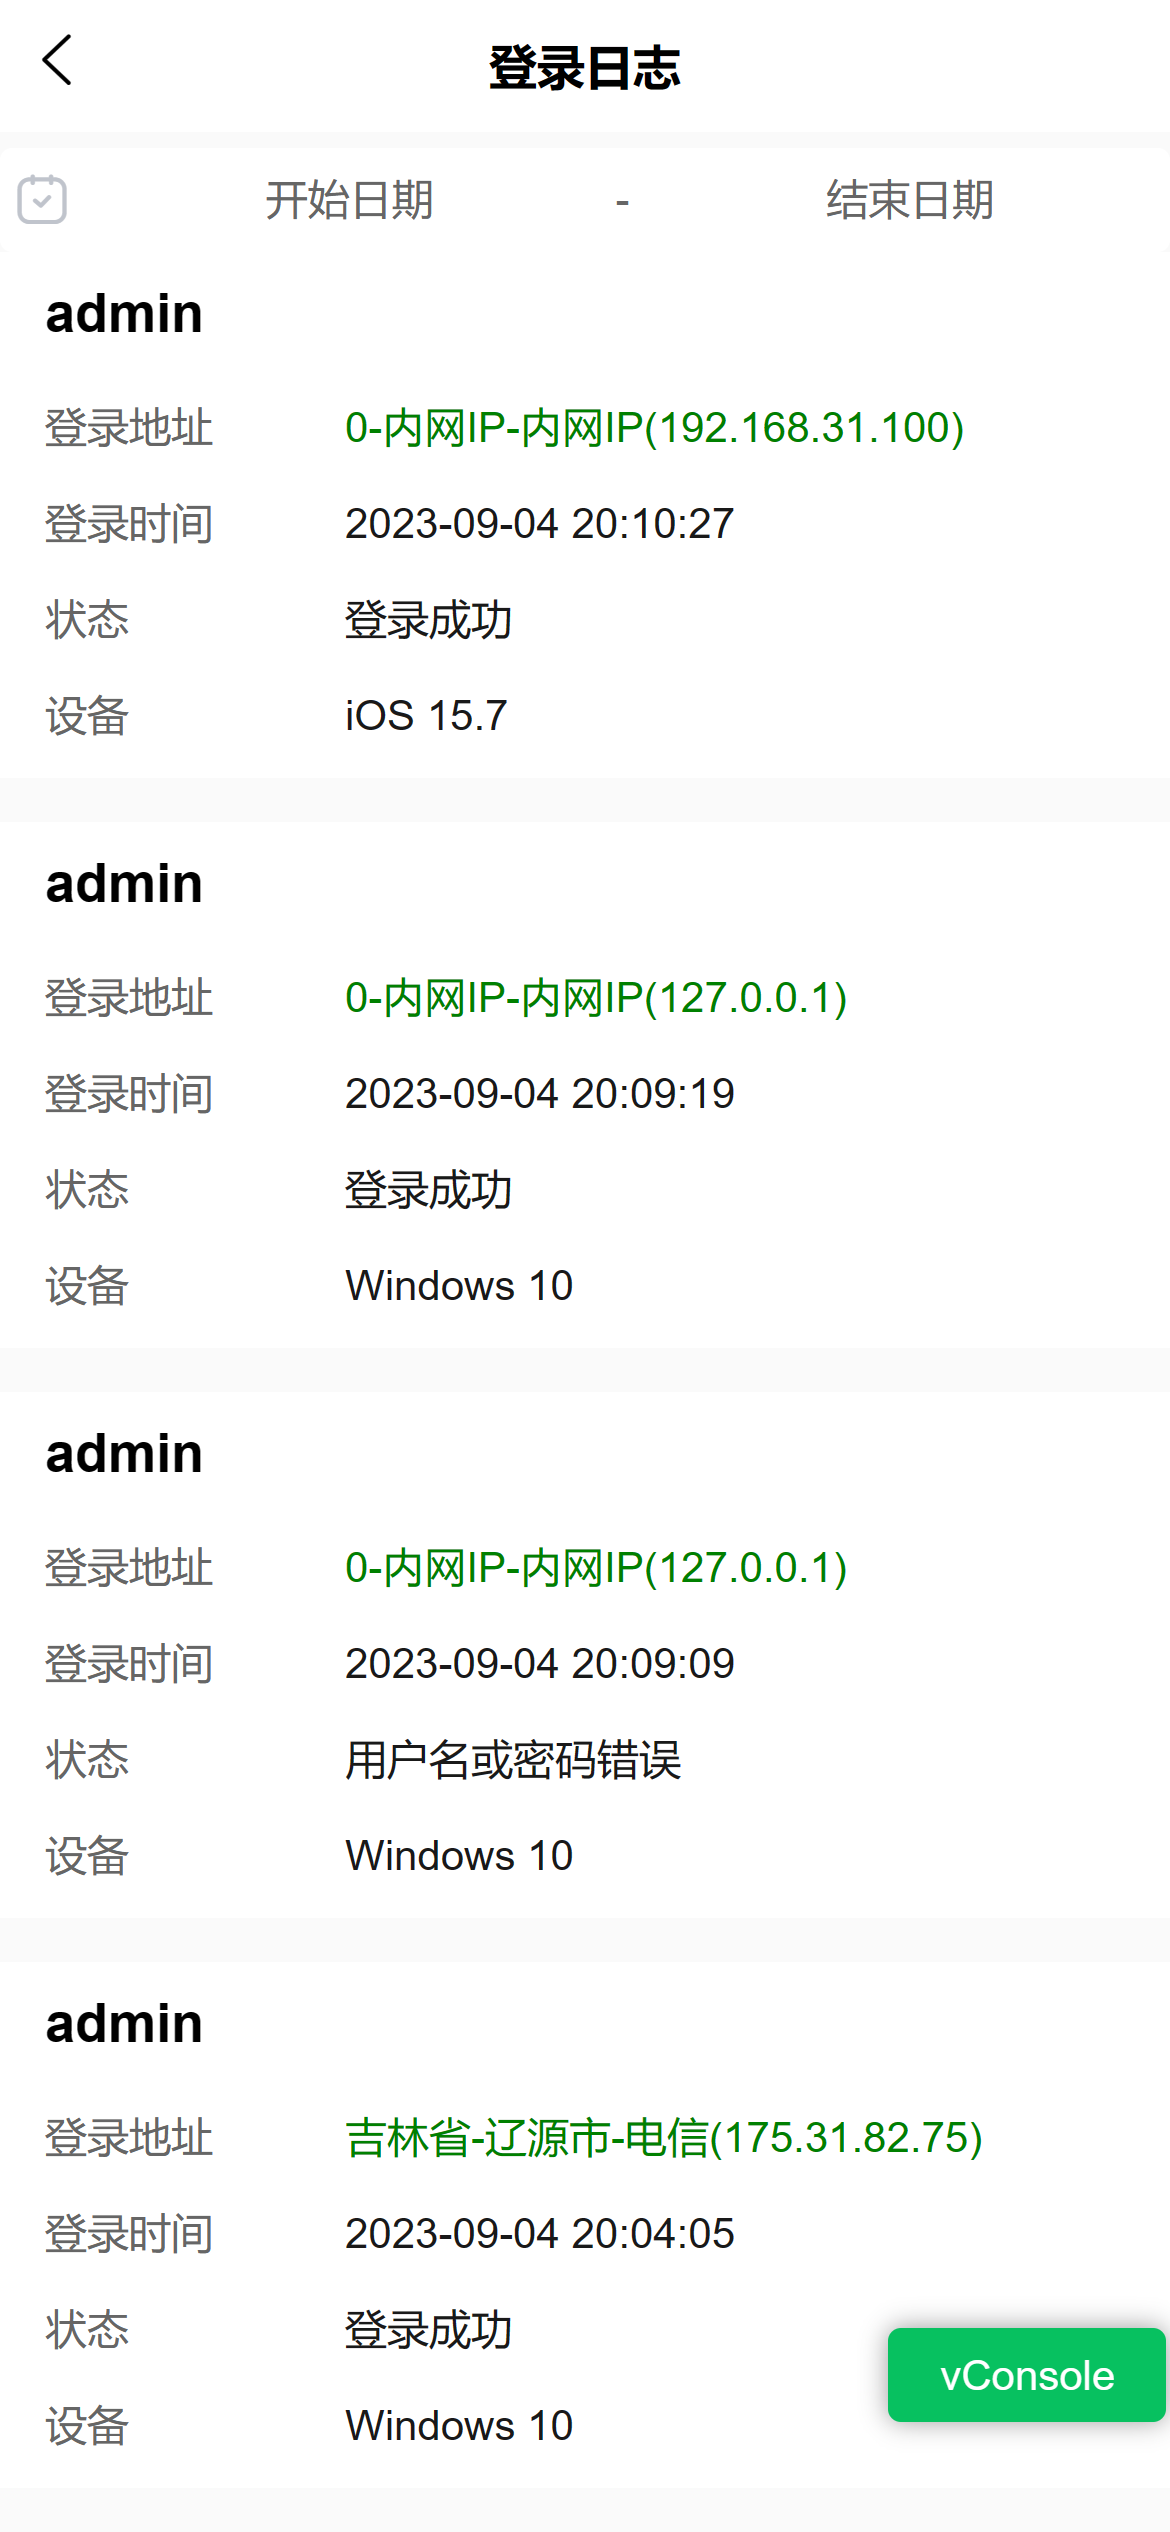 登录日志
开始日期 - 结束日期
admin
登录地址 0-内网IP-内网IP(192.168.31.100)
登录时间 2023-09-04 20:10:27
状态 登录成功
设备 iOS 15.7
admin
登录地址 0-内网IP-内网IP(127.0.0.1)
登录时间 2023-09-04 20:09:19
状态 登录成功
设备 Windows 10
admin
登录地址 0-内网IP-内网IP(127.0.0.1)
登录时间 2023-09-04 20:09:09
状态 用户名或密码错误
设备 Windows 10
admin
登录地址 吉林省-辽源市-电信(175.31.82.75)
登录时间 2023-09-04 20:04:05
状态 登录成功
vConsole
设备 Windows 10